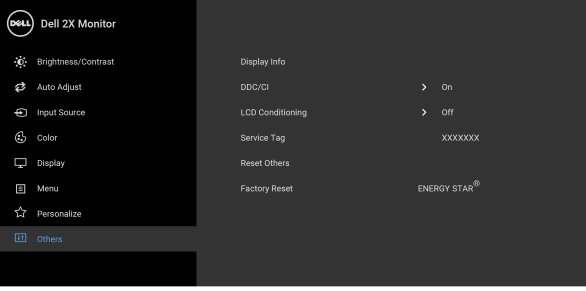 DELL
Dell 2X Monitor
Brightness/Contrast
Auto Adjust
Input Source
Color
Display
Menu
Personalize
Others
Display Info
DDC/CI > On
LCD Conditioning > Off
Service Tag XXXXXXX
Reset Others
Factory Reset ENERGY STAR®